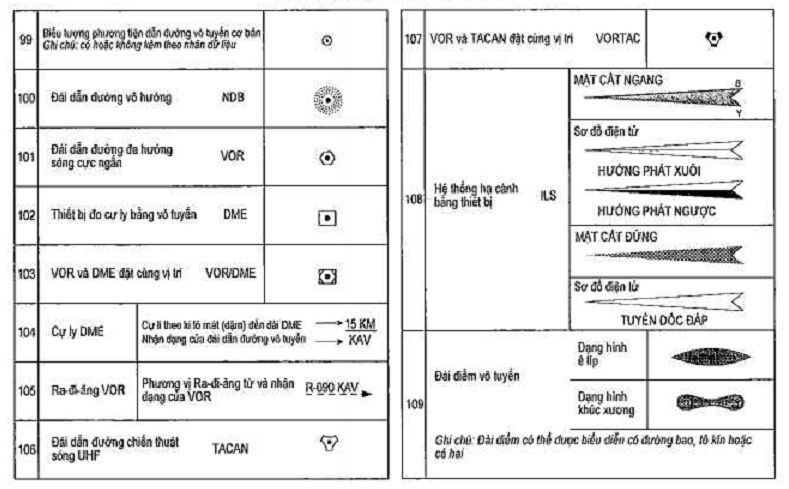 99 Biểu tượng phương tiện dẫn đường vô tuyến cơ bản
Ghi chú: có hoặc không kèm theo nhãn dữ liệu
100 Đài dẫn đường vô hướng NDB
101 Đài dẫn đường đa hướng
sóng cực ngắn VOR
102 Thiết bị đo cự ly bằng vô tuyến DME
103 VOR và DME đặt cùng vị trí VOR/DME
104 Cự ly DME
Cự li theo ki lô mét (dặm) đến đài DME 15 KM
Nhận dạng của đài dẫn đường vô tuyến KAV
105 Ra-đi-ăng VOR
Phương vị Ra-đi-ăng từ và nhận
dạng của VOR R-090 KAV
106 Đài dẫn đường chiến thuật
sóng UHF TACAN
107 VOR và TACAN đặt cùng vị trí VORTAC
108 Hệ thống hạ cánh
bằng thiết bị ILS
MẶT CẮT NGANG
B
Y
Sơ đồ điện tử
HƯỚNG PHÁT XUÔI
HƯỚNG PHÁT NGƯỢC
MẶT CẮT ĐỨNG
Sơ đồ điện tử
TUYẾN DỐC ĐÁP
109 Đài điểm vô tuyến
Dạng hình
ê líp
Dạng hình
khúc xương
Ghi chú: Đài điểm có thể được biểu diễn có đường bao, tô kín hoặc
cả hai